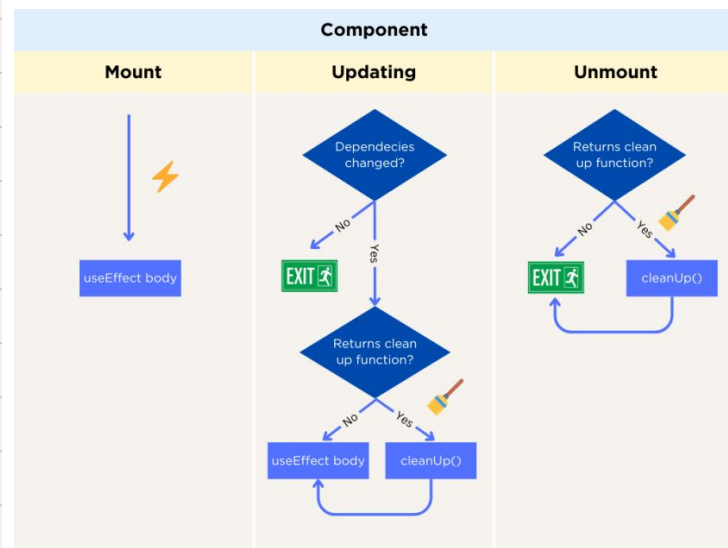 Component
Mount
Updating
Unmount
useEffect body
Dependecies
changed?
No
Yes
EXIT
Returns clean
up function?
No
Yes
useEffect body
cleanUp()
Returns clean
up function?
No
Yes
EXIT
cleanUp()